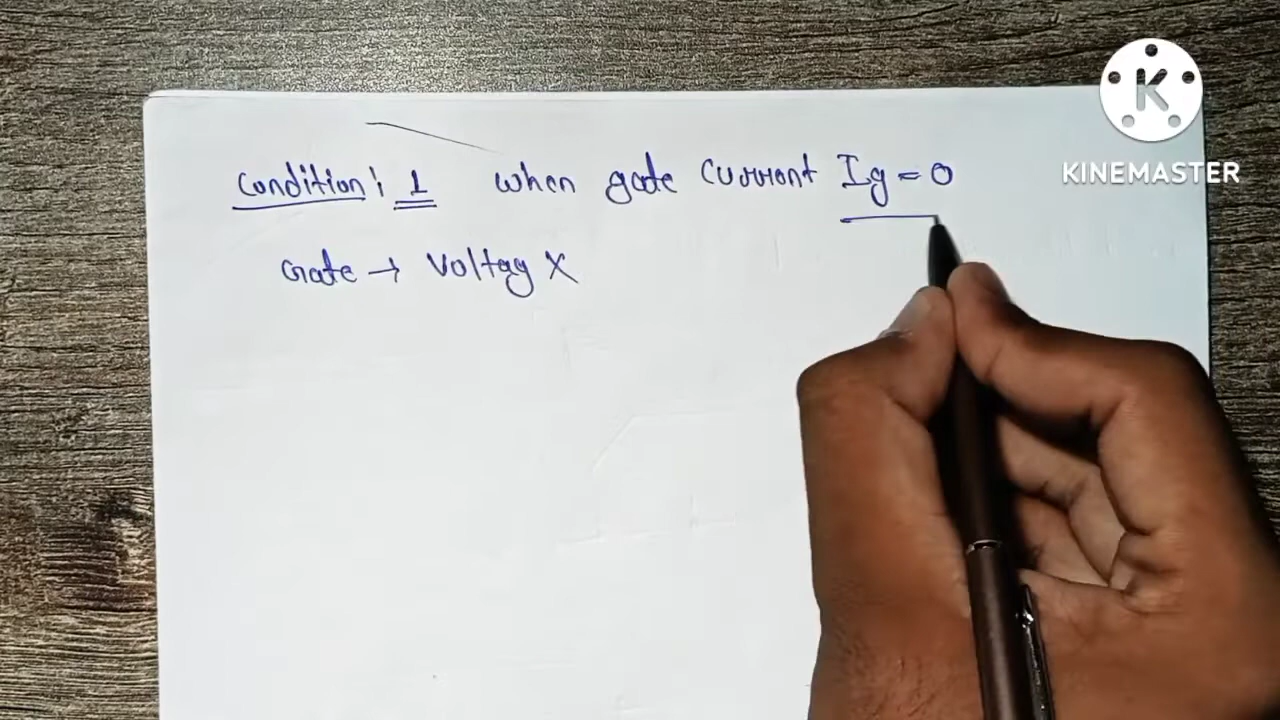 K
KINEMASTER
Condition: 1 when gate current Ig = 0
Gate → Voltag X